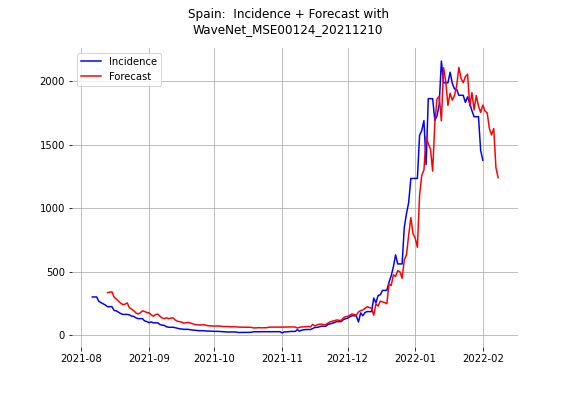 Spain:  Incidence + Forecast with
WaveNet_MSE00124_20211210
Incidence
Forecast
2000
1500
1000
500
0
2021-08 2021-09 2021-10 2021-11 2021-12 2022-01 2022-02